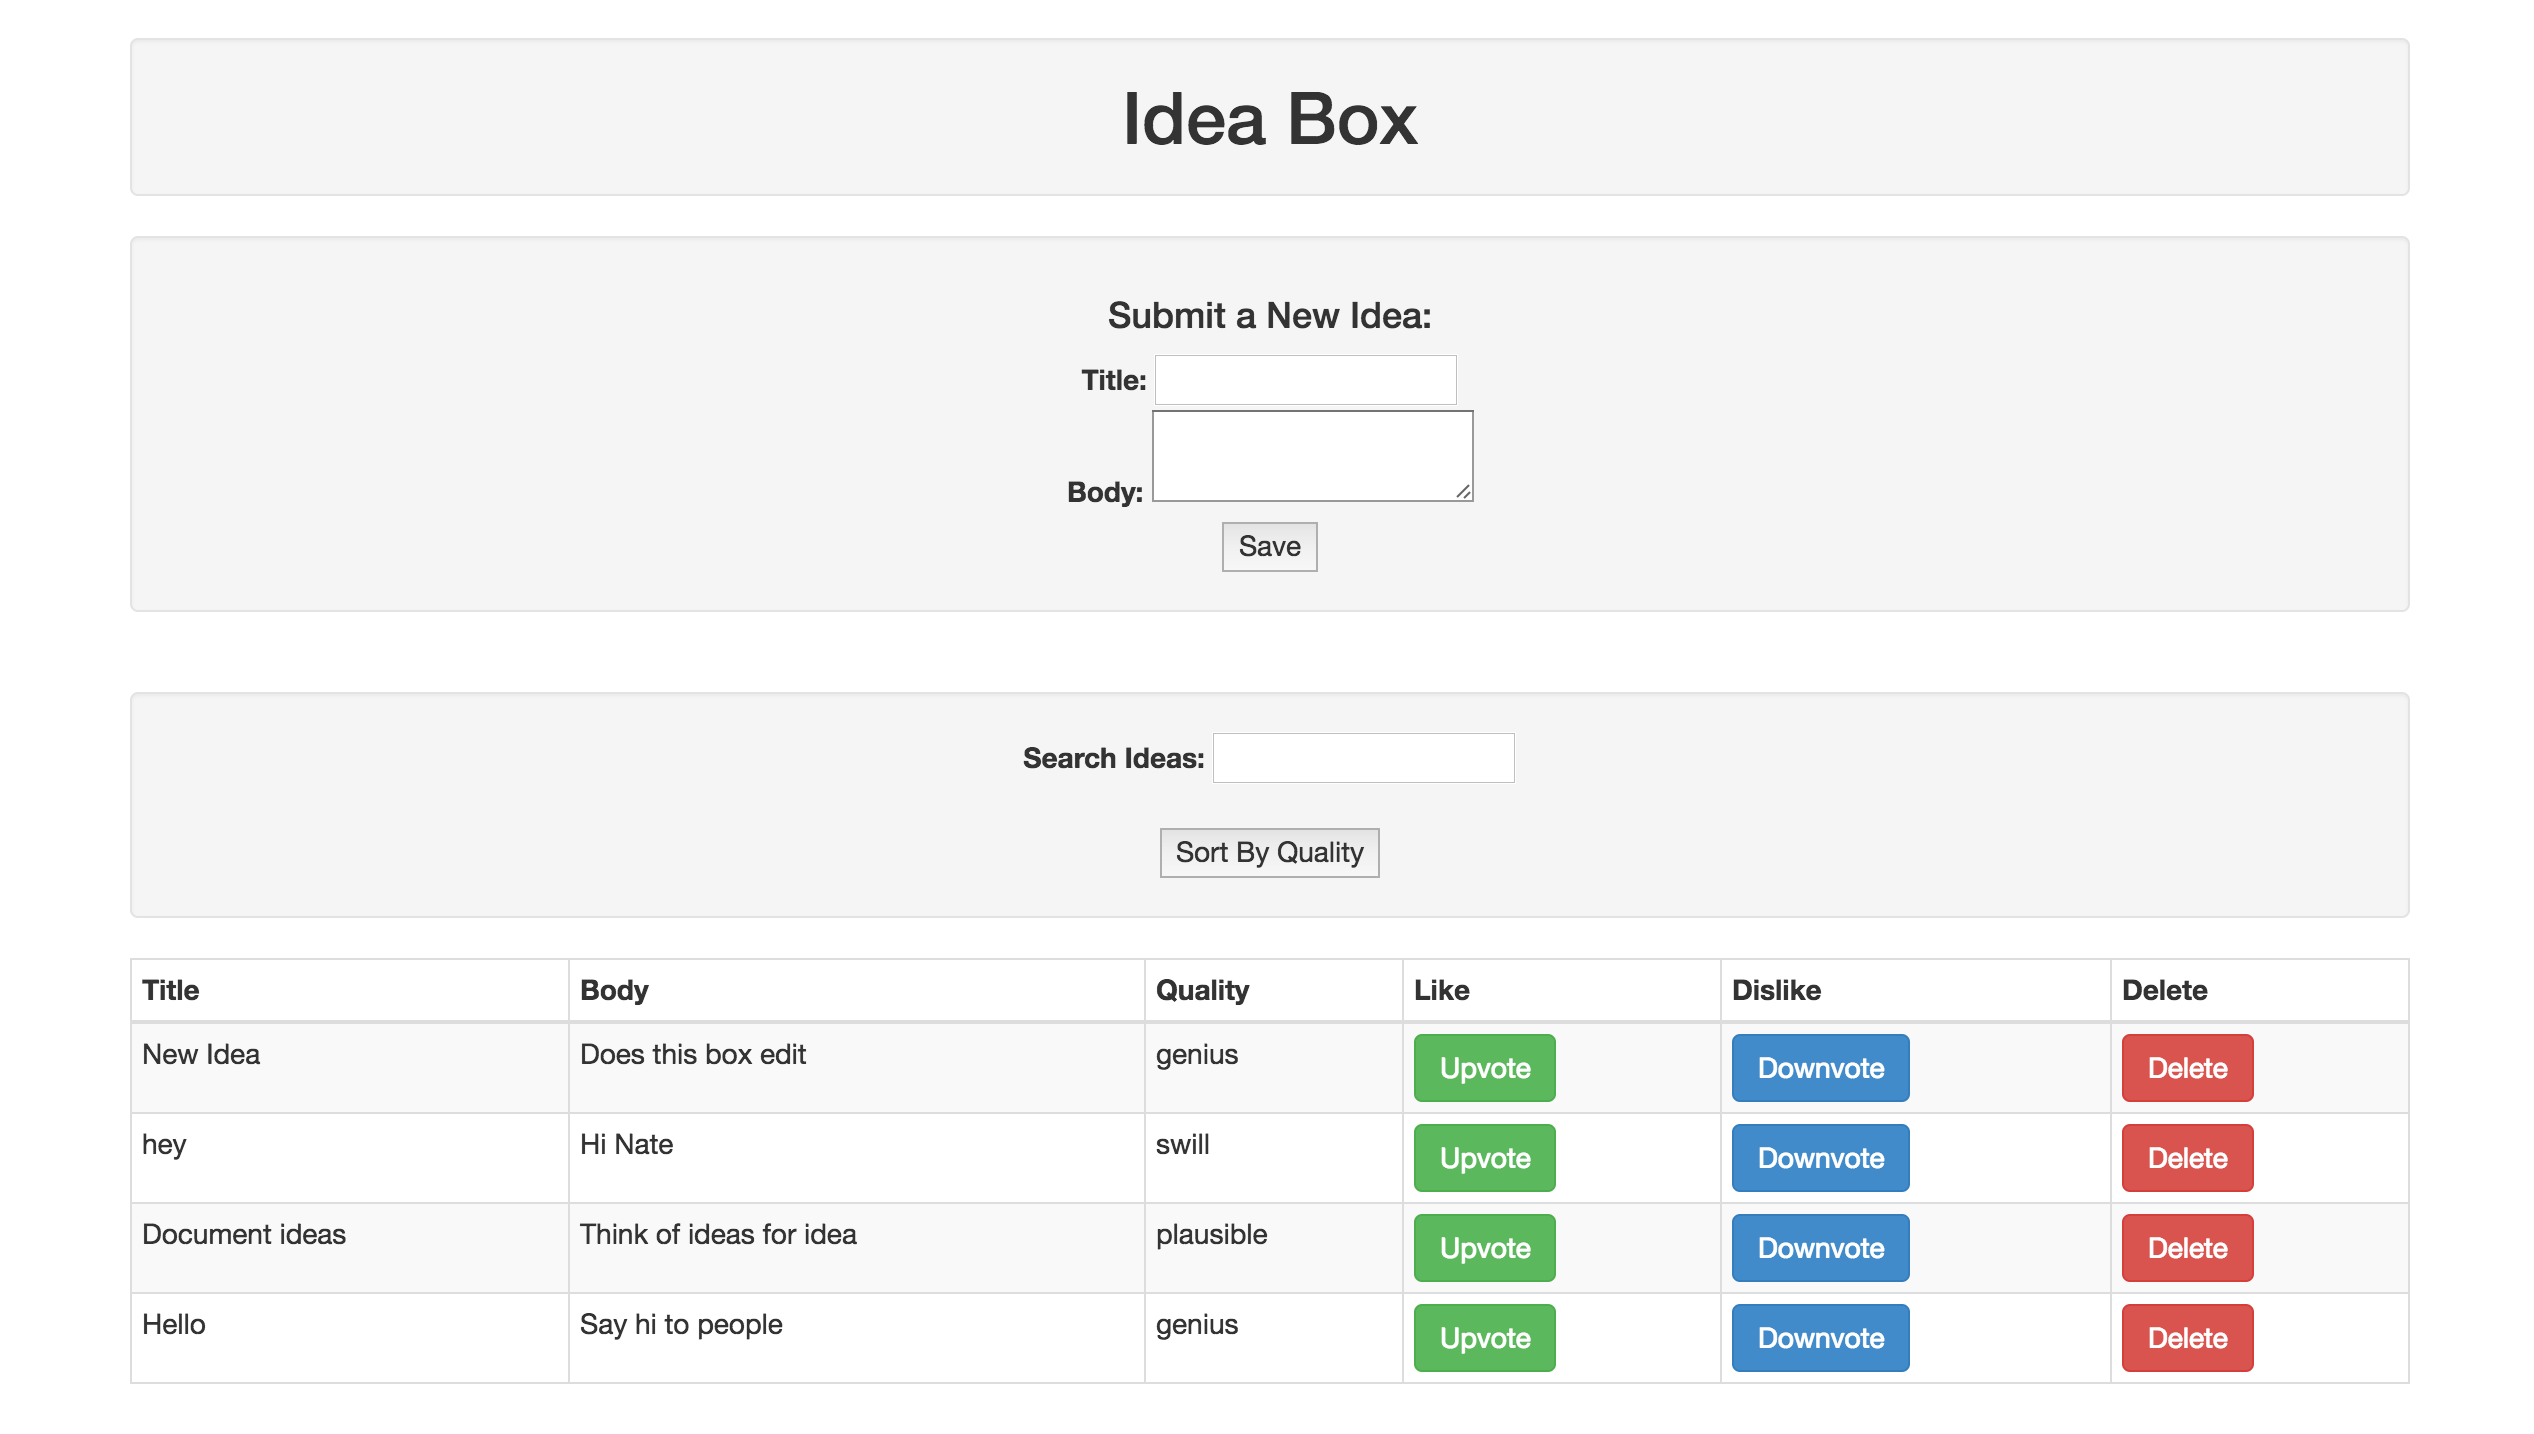 Idea Box
Submit a New Idea:
Title:
Body:
Save
Search Ideas:
Sort By Quality
Title Body Quality Like Dislike Delete
New Idea Does this box edit genius Upvote Downvote Delete
hey Hi Nate swill Upvote Downvote Delete
Document ideas Think of ideas for idea plausible Upvote Downvote Delete
Hello Say hi to people genius Upvote Downvote Delete